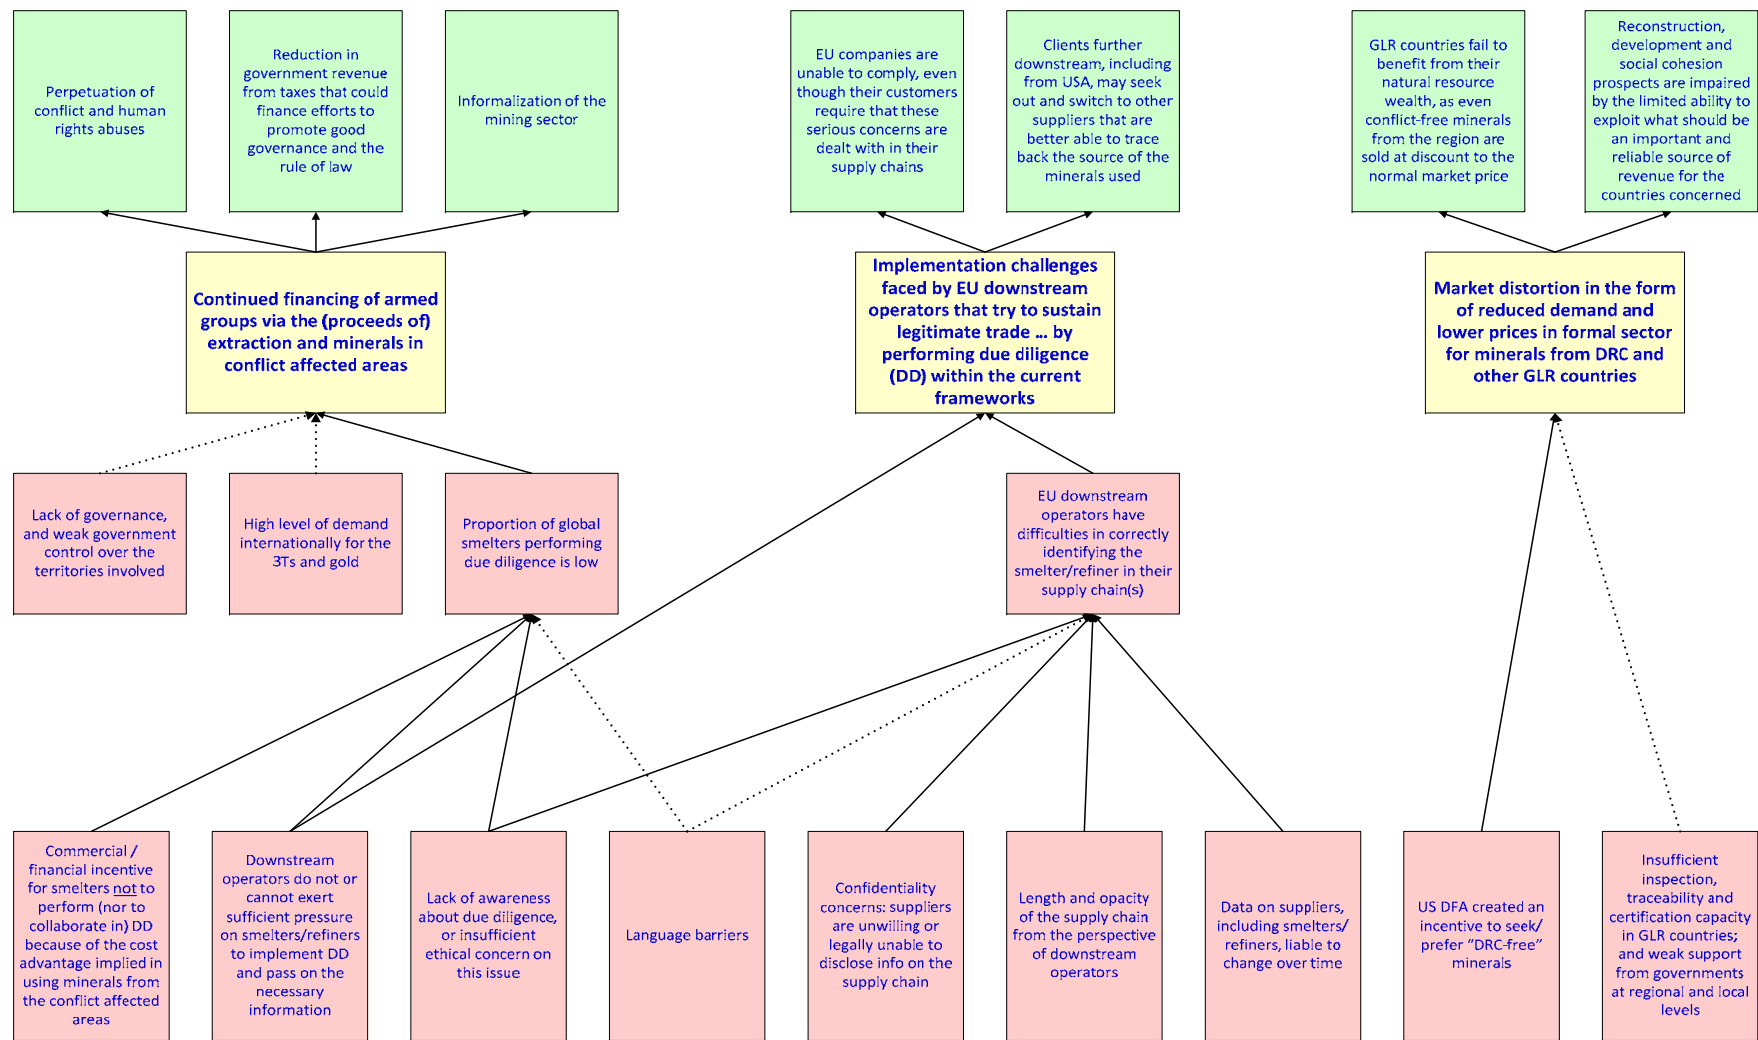 Perpetuation of
conflict and human
rights abuses
Reduction in
government revenue
from taxes that could
finance efforts to
promote good
governance and the
rule of law
Informalization of the
mining sector
EU companies are
unable to comply, even
though their customers
require that these
serious concerns are
dealt with in their
supply chains
Clients further
downstream, including
from USA, may seek
out and switch to other
suppliers that are
better able to trace
back the source of the
minerals used
GLR countries fail to
benefit from their
natural resource
wealth, as even
conflict-free minerals
from the region are
sold at discount to the
normal market price
Reconstruction,
development and
social cohesion
prospects are impaired
by the limited ability to
exploit what should be
an important and
reliable source of
revenue for the
countries concerned
Continued financing of armed
groups via the (proceeds of)
extraction and minerals in
conflict affected areas
Implementation challenges
faced by EU downstream
operators that try to sustain
legitimate trade ... by
performing due diligence
(DD) within the current
frameworks
Market distortion in the form
of reduced demand and
lower prices in formal sector
for minerals from DRC and
other GLR countries
Lack of governance,
and weak government
control over the
territories involved
High level of demand
internationally for the
3Ts and gold
Proportion of global
smelters performing
due diligence is low
EU downstream
operators have
difficulties in correctly
identifying the
smelter/refiner in their
supply chain(s)
Commercial /
financial incentive
for smelters not to
perform (nor to
collaborate in) DD
because of the cost
advantage implied in
using minerals from
the conflict affected
areas
Downstream
operators do not or
cannot exert
sufficient pressure
on smelters/refiners
to implement DD
and pass on the
necessary
information
Lack of awareness
about due diligence,
or insufficient
ethical concern on
this issue
Language barriers
Confidentiality
concerns: suppliers
are unwilling or
legally unable to
disclose info on the
supply chain
Length and opacity
of the supply chain
from the perspective
of downstream
operators
Data on suppliers,
including smelters/
refiners, liable to
change over time
US DFA created an
incentive to seek/
prefer “DRC-free”
minerals
Insufficient
inspection,
traceability and
certification capacity
in GLR countries;
and weak support
from governments
at regional and local
levels